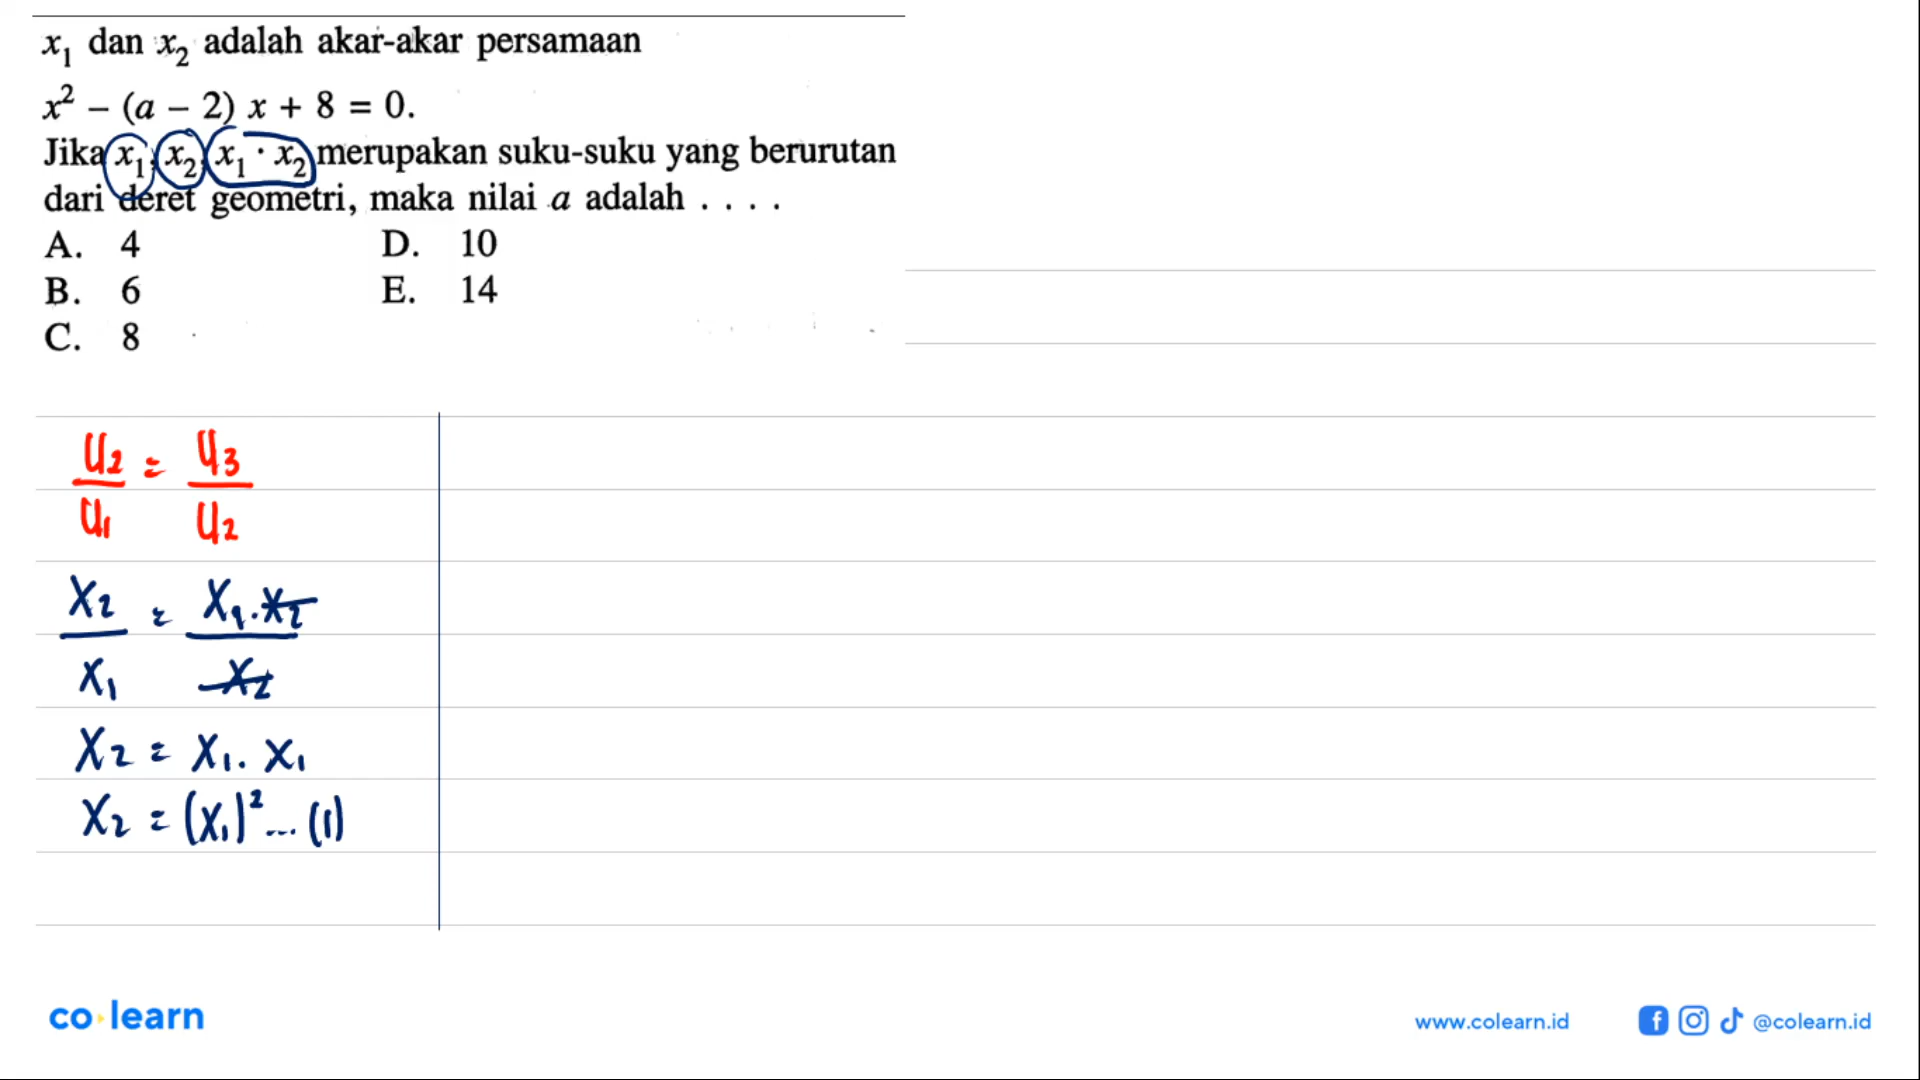 x₁ dan x₂ adalah akar-akar persamaan
x² – (a – 2) x + 8 = 0.
Jika x₁, x₂, x₁ · x₂ merupakan suku-suku yang berurutan
dari deret geometri, maka nilai a adalah . . . .
A. 4 D. 10
B. 6 E. 14
C. 8
U₂/U₁ = U₃/U₂
x₂/x₁ = x₁.x₂/x₂
x₂ = x₁. x₁
x₂ = (x₁)² ... (1)
co learn
www.colearn.id
@colearn.id